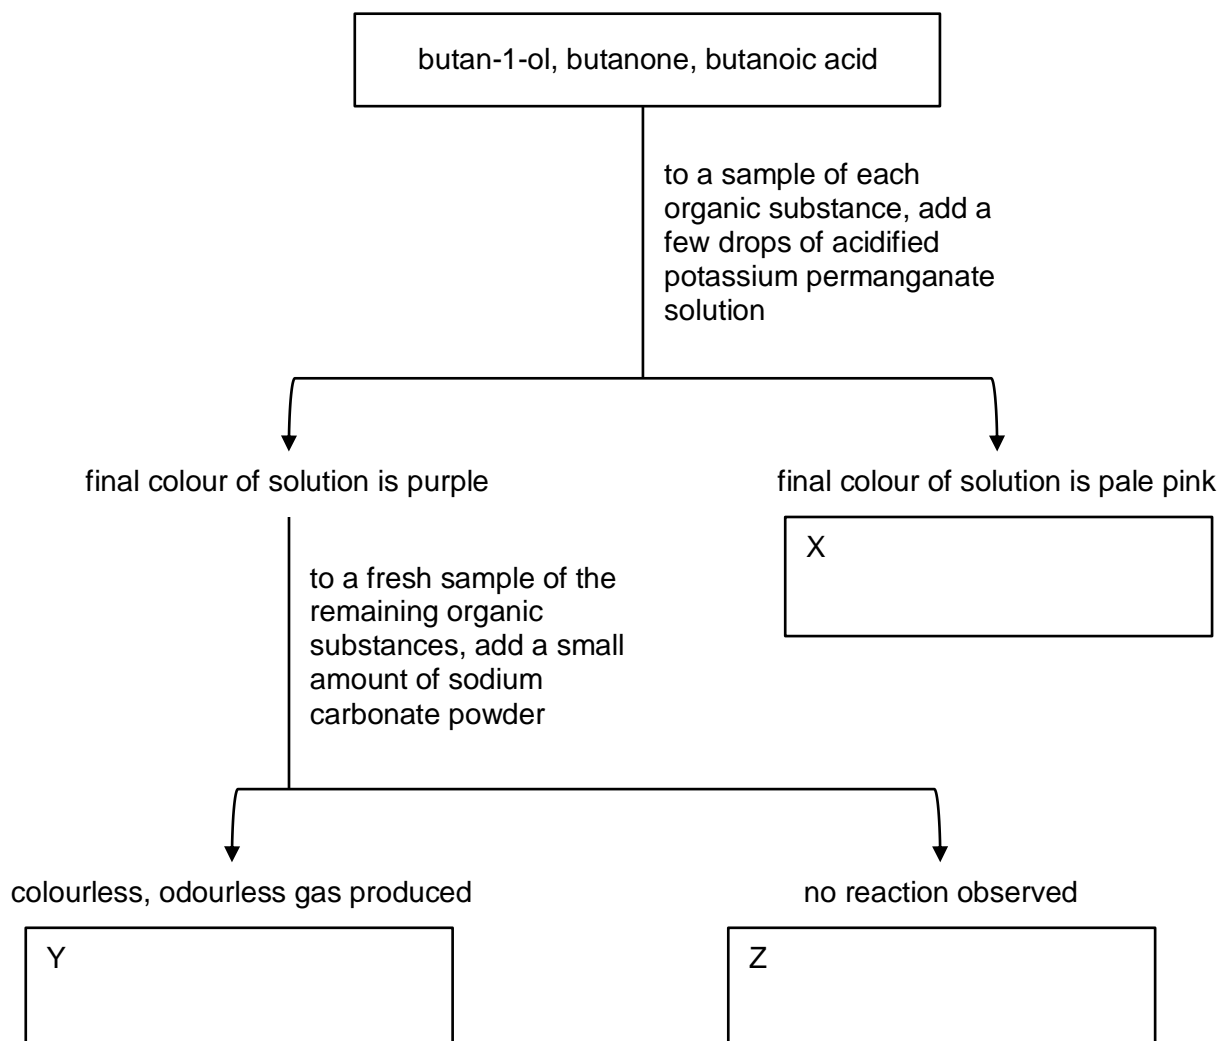 butan-1-ol, butanone, butanoic acid
to a sample of each
organic substance, add a
few drops of acidified
potassium permanganate
solution
final colour of solution is purple
final colour of solution is pale pink
X
to a fresh sample of the
remaining organic
substances, add a small
amount of sodium
carbonate powder
colourless, odourless gas produced
no reaction observed
Y
Z